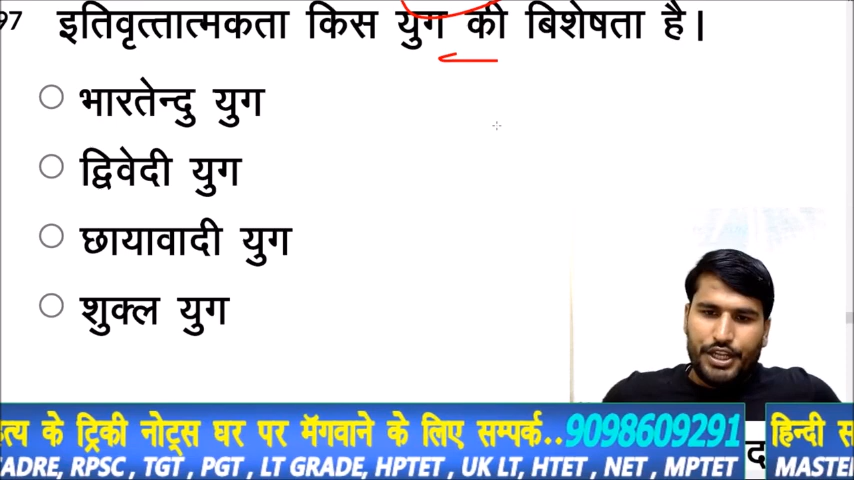 97 इतिवृत्तात्मकता किस युग की बिशेषता है।
भारतेन्दु युग
द्विवेदी युग
छायावादी युग
शुक्ल युग
त्य के ट्रिकी नोट्स घर पर मॅगवाने के लिए सम्पर्क..9098609291 हिन्दी स
ADRE, RPSC , TGT , PGT , LT GRADE, HPTET , UK LT, HTET , NET , MPTET द MASTE